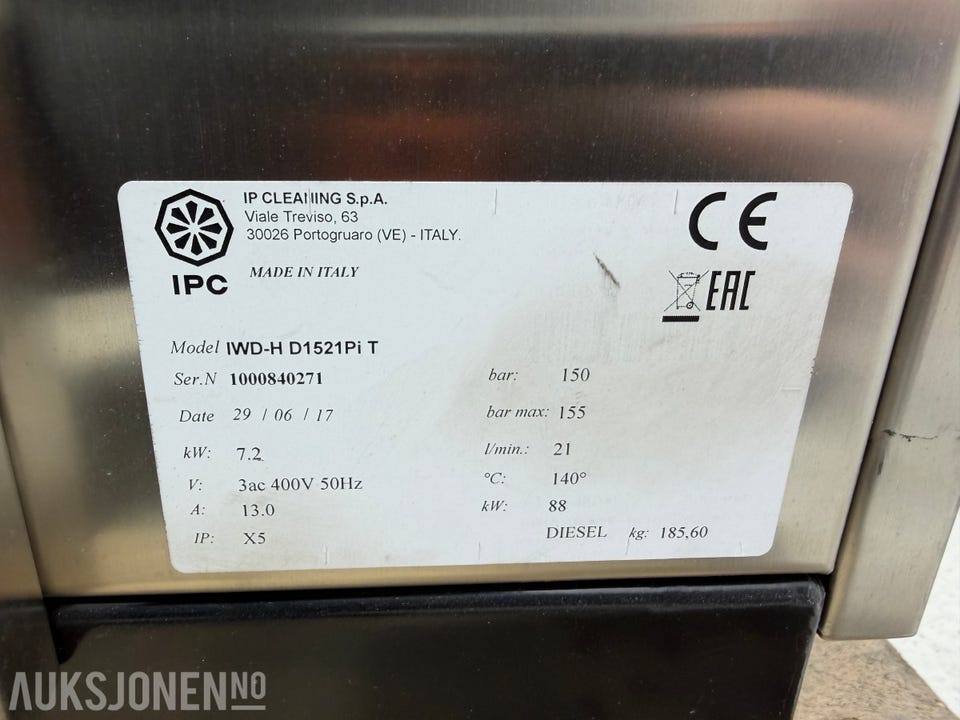 IP CLEANING S.p.A.
Viale Treviso, 63
30026 Portogruaro (VE) - ITALY.
MADE IN ITALY
IPC
CE
EAC
Model IWD-H D1521Pi T
Ser.N 1000840271
Date 29 / 06 / 17
kW: 7.2
V: 3ac 400V 50Hz
A: 13.0
IP: X5
bar: 150
bar max: 155
l/min.: 21
°C: 140°
kW: 88
DIESEL kg: 185,60
AUKSJONEN.NO